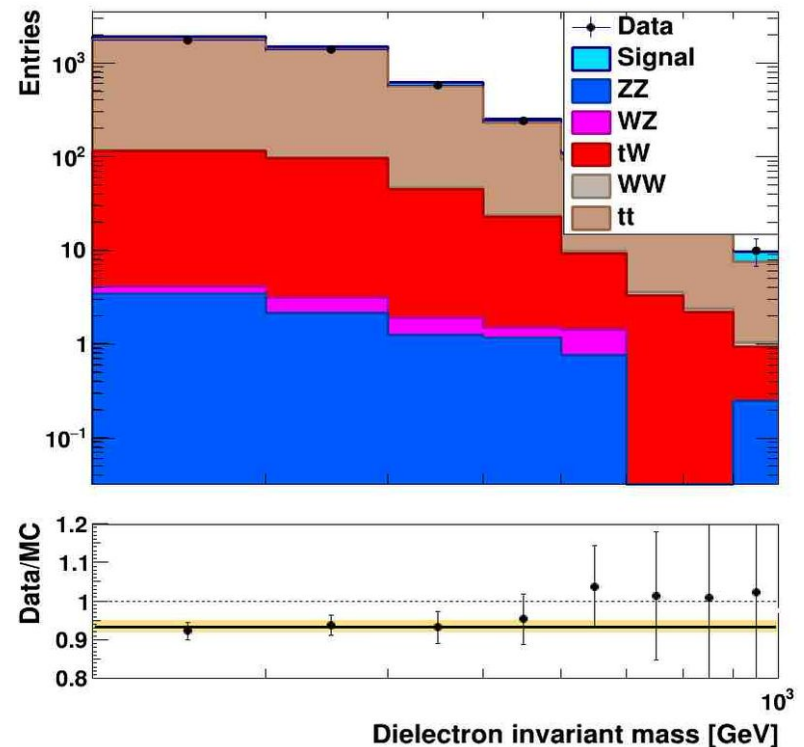 Entries
10³
10²
10
1
10⁻¹
Data
Signal
ZZ
WZ
tW
WW
tt
Data/MC
1.2
1.1
1
0.9
0.8
10³
Dielectron invariant mass [GeV]